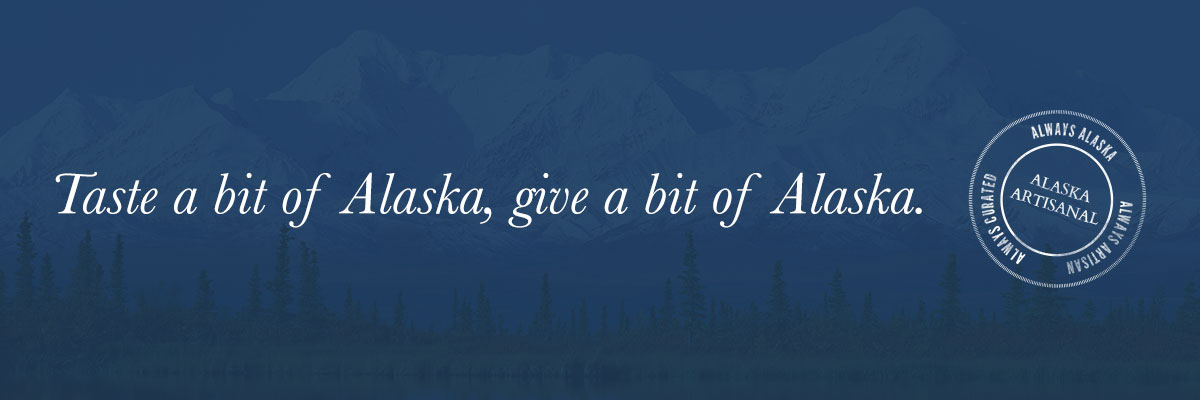 Taste a bit of Alaska, give a bit of Alaska.
ALWAYS ALASKA
ALWAYS ARTISAN
ALWAYS CURATED
ALASKA
ARTISANAL